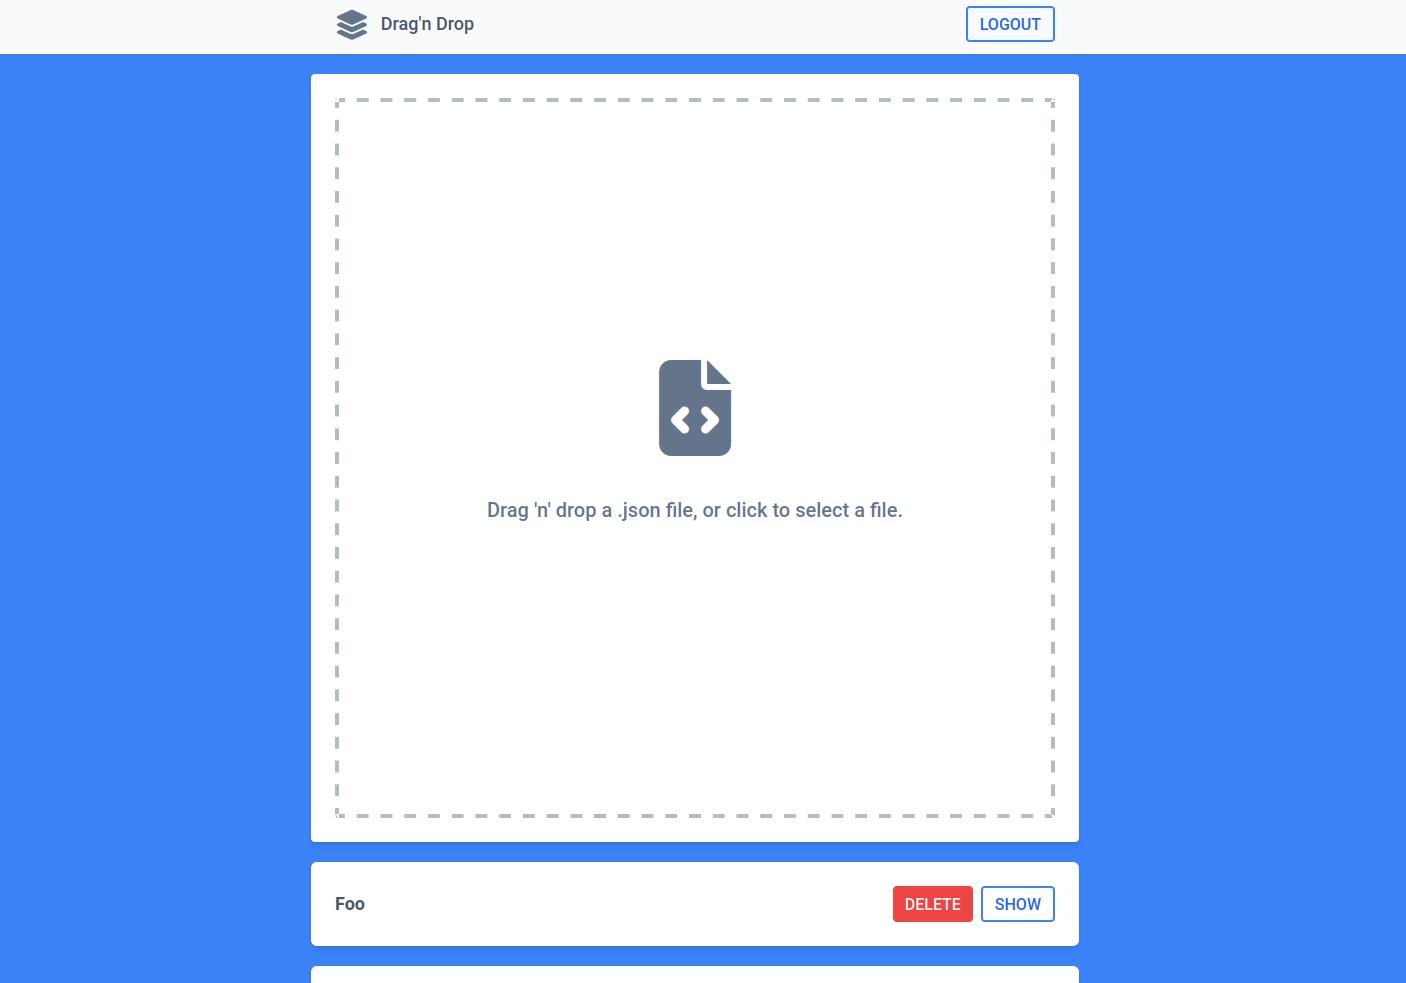 Drag'n Drop
LOGOUT
Drag 'n' drop a .json file, or click to select a file.
Foo
DELETE
SHOW